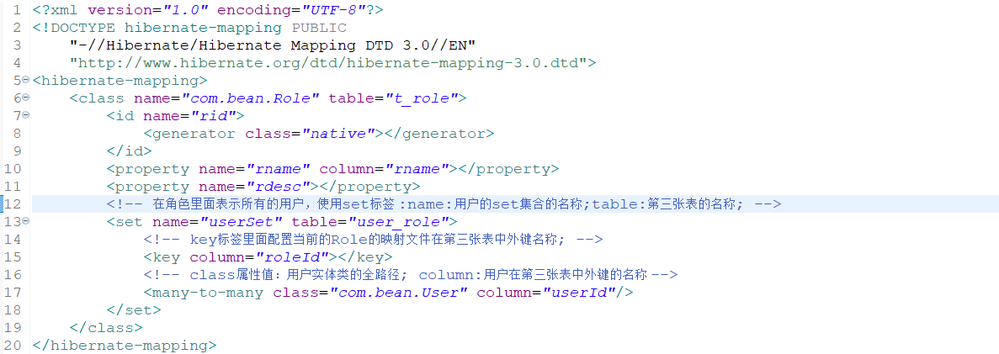 1 <?xml version="1.0" encoding="UTF-8"?>
2 <!DOCTYPE hibernate-mapping PUBLIC
3     "-//Hibernate/Hibernate Mapping DTD 3.0//EN"
4     "http://www.hibernate.org/dtd/hibernate-mapping-3.0.dtd">
5 <hibernate-mapping>
6     <class name="com.bean.Role" table="t_role">
7         <id name="rid">
8             <generator class="native"></generator>
9         </id>
10         <property name="rname" column="rname"></property>
11         <property name="rdesc"></property>
12         <!-- 在角色里面表示所有的用户，使用set标签:name:用户的set集合的名称;table:第三张表的名称; -->
13         <set name="userSet" table="user_role">
14             <!-- key标签里面配置当前的Role的映射文件在第三张表中外键名称; -->
15             <key column="roleId"></key>
16             <!-- class属性值：用户实体类的全路径; column:用户在第三张表中外键的名称 -->
17             <many-to-many class="com.bean.User" column="userId"/>
18         </set>
19     </class>
20 </hibernate-mapping>